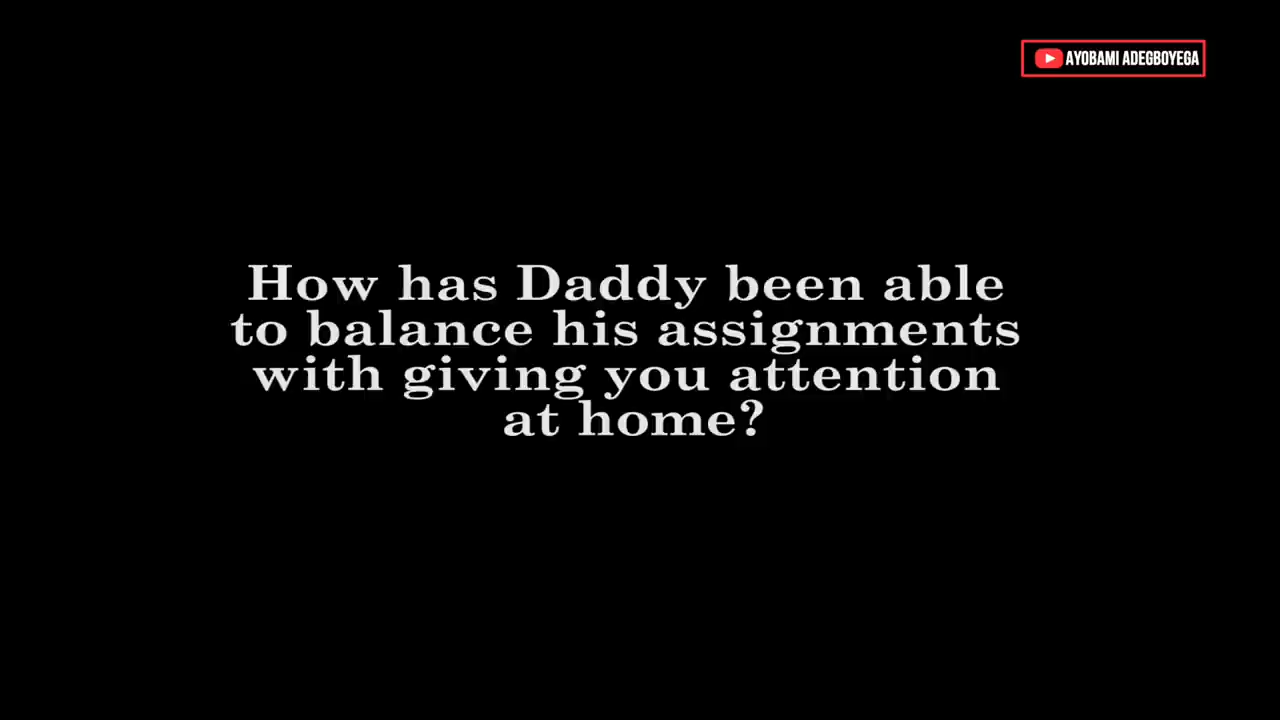 AYOBAMI ADEGBOYEGA
How has Daddy been able
to balance his assignments
with giving you attention
at home?